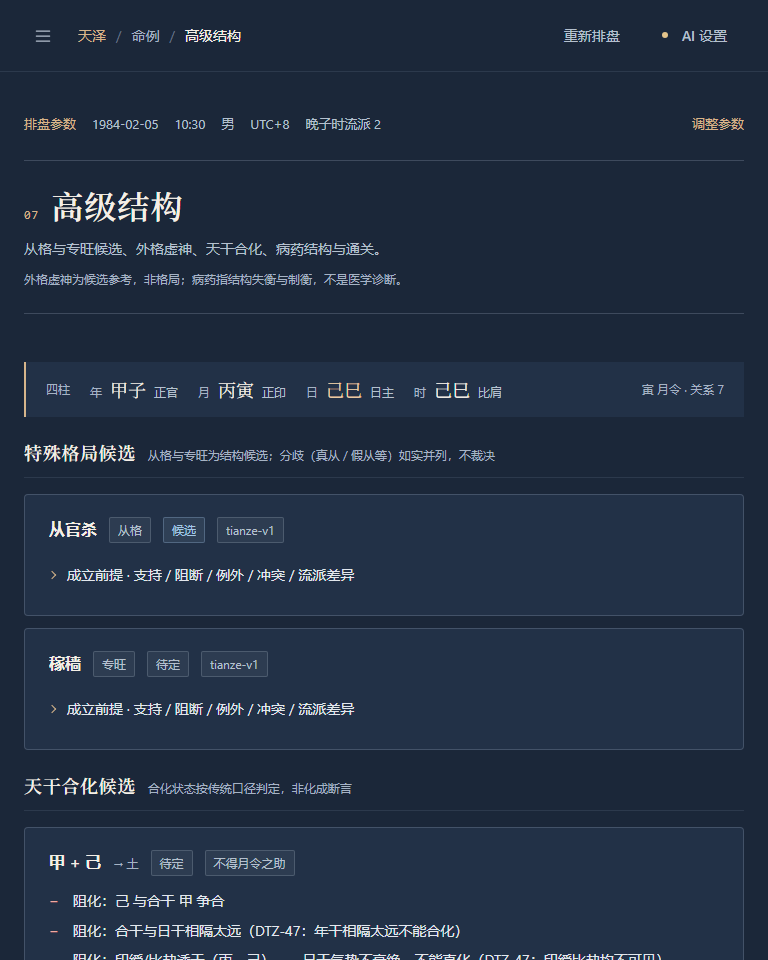 天泽 / 命例 / 高级结构 重新排盘 AI 设置
排盘参数 1984-02-05 10:30 男 UTC+8 晚子时流派 2 调整参数
07 高级结构
从格与专旺候选、外格虚神、天干合化、病药结构与通关。
外格虚神为候选参考，非格局；病药指结构失衡与制衡，不是医学诊断。
四柱 年 甲子 正官 月 丙寅 正印 日 己巳 日主 时 己巳 比肩 寅 月令 · 关系 7
特殊格局候选 从格与专旺为结构候选；分歧（真从 / 假从等）如实并列，不裁决
从官杀 从格 候选 tianze-v1
成立前提 · 支持 / 阻断 / 例外 / 冲突 / 流派差异
稼穑 专旺 待定 tianze-v1
成立前提 · 支持 / 阻断 / 例外 / 冲突 / 流派差异
天干合化候选 合化状态按传统口径判定，非化成断言
甲 + 己 →土 待定 不得月令之助
– 阻化：己 与合干 甲 争合
– 阻化：合干与日干相隔太远（DTZ-47：年干相隔太远不能合化）